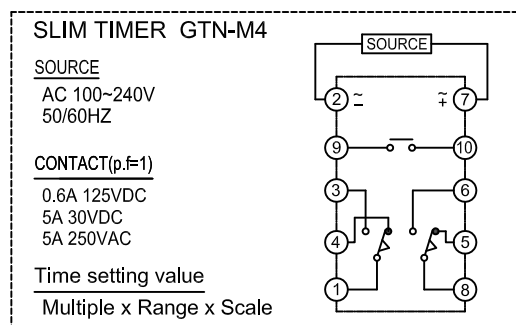 SLIM TIMER GTN-M4
SOURCE
AC 100~240V
50/60HZ
CONTACT(p.f=1)
0.6A 125VDC
5A 30VDC
5A 250VAC
Time setting value
Multiple x Range x Scale
SOURCE
2 ~ - ~ + 7
9 10
3 6
4 5
1 8